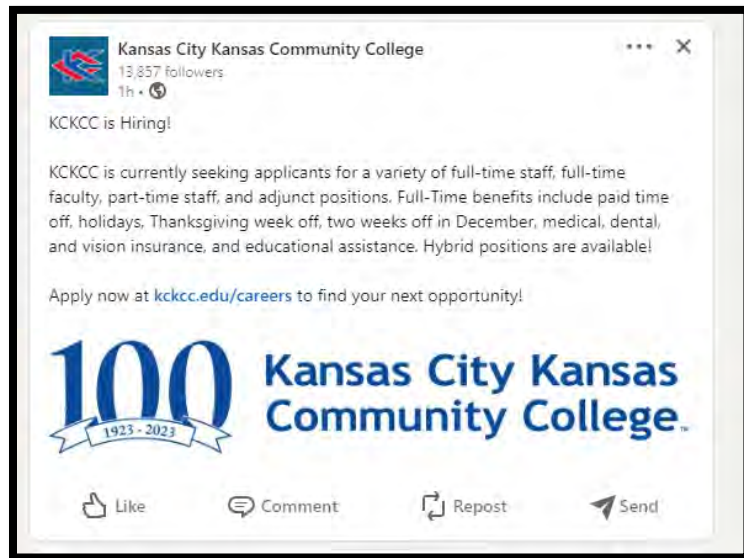 Kansas City Kansas Community College
13,857 followers
1h •
KCKCC is Hiring!
KCKCC is currently seeking applicants for a variety of full-time staff, full-time
faculty, part-time staff, and adjunct positions. Full-Time benefits include paid time
off, holidays, Thanksgiving week off, two weeks off in December, medical, dental,
and vision insurance, and educational assistance. Hybrid positions are available!
Apply now at kckcc.edu/careers to find your next opportunity!
100
1923 - 2023
Kansas City Kansas
Community College™
Like Comment Repost Send